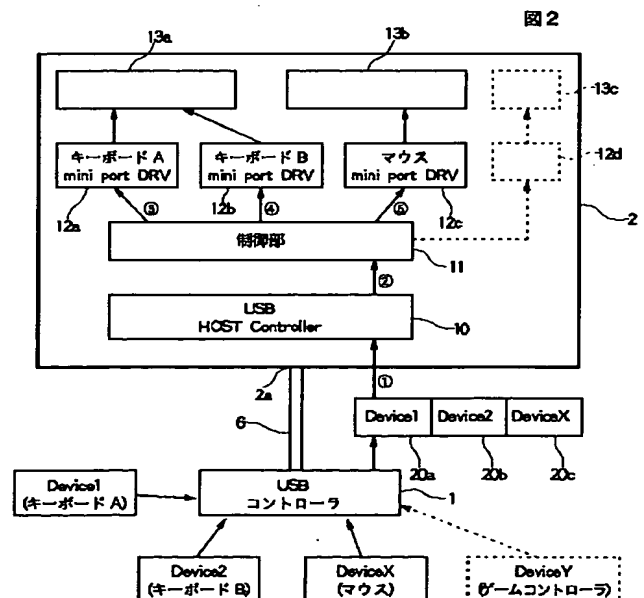 図2
13a
13b
13c
キーボード A
mini port DRV
キーボード B
mini port DRV
マウス
mini port DRV
12d
12a
③
12b
④
⑤
12c
2
制御部
11
②
USB
HOST Controller
10
2a
①
6
Device1
Device2
DeviceX
20a
20b
20c
Device1
(キーボード A)
USB
コントローラ
1
Device2
(キーボード B)
DeviceX
(マウス)
DeviceY
(ゲームコントローラ)